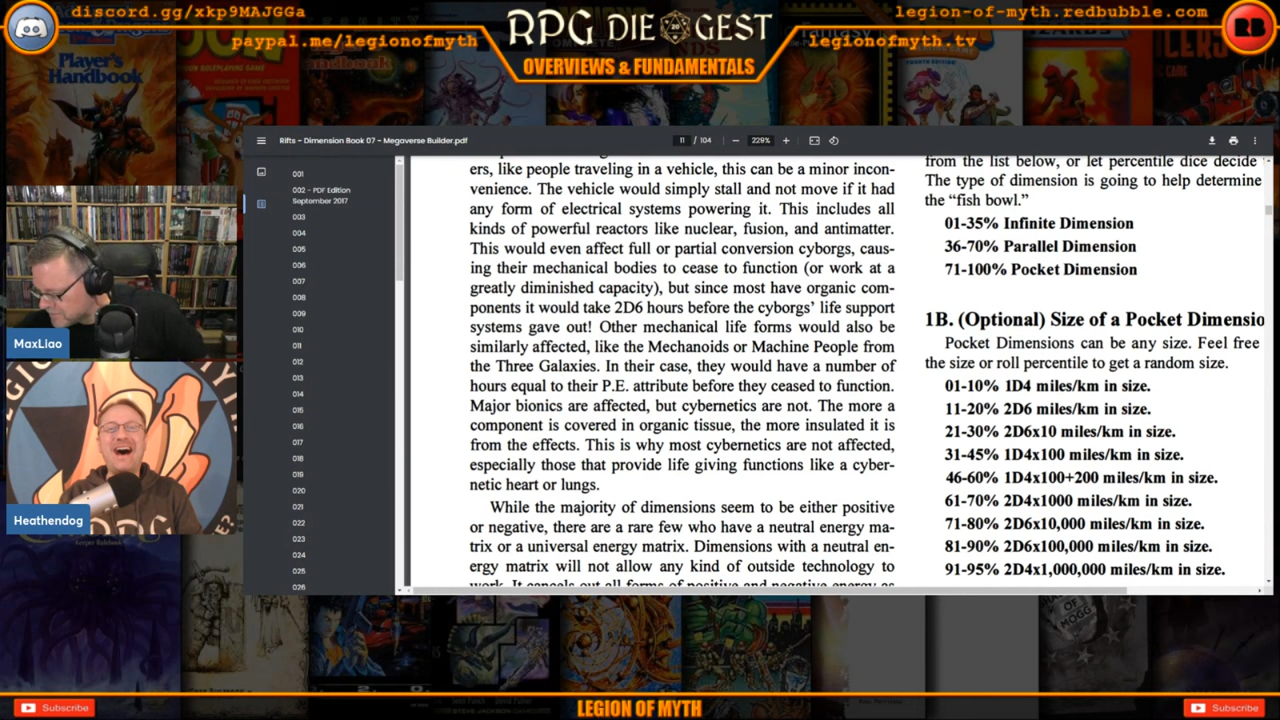 discord.gg/xkp9MAJGGa
paypal.me/legionofmyth
RPG DIE GEST
OVERVIEWS & FUNDAMENTALS
legion-of-myth.redbubble.com
legionofmyth.tv
RB
Player's
Handbook
Rifts - Dimension Book 07 - Megaverse Builder.pdf
11 / 104
229%
001
002 - PDF Edition
September 2017
003
004
005
006
007
008
009
010
011
012
013
014
015
016
017
018
019
020
021
022
023
024
025
026
ers, like people traveling in a vehicle, this can be a minor incon-
venience. The vehicle would simply stall and not move if it had
any form of electrical systems powering it. This includes all
kinds of powerful reactors like nuclear, fusion, and antimatter.
This would even affect full or partial conversion cyborgs, caus-
ing their mechanical bodies to cease to function (or work at a
greatly diminished capacity), but since most have organic com-
ponents it would take 2D6 hours before the cyborgs' life support
systems gave out! Other mechanical life forms would also be
similarly affected, like the Mechanoids or Machine People from
the Three Galaxies. In their case, they would have a number of
hours equal to their P.E. attribute before they ceased to function.
Major bionics are affected, but cybernetics are not. The more a
component is covered in organic tissue, the more insulated it is
from the effects. This is why most cybernetics are not affected,
especially those that provide life giving functions like a cyber-
netic heart or lungs.
While the majority of dimensions seem to be either positive
or negative, there are a rare few who have a neutral energy ma-
trix or a universal energy matrix. Dimensions with a neutral en-
ergy matrix will not allow any kind of outside technology to
work. It cancels out all forms of positive and negative energy as
from the list below, or let percentile dice decide
The type of dimension is going to help determine
the “fish bowl.”
01-35% Infinite Dimension
36-70% Parallel Dimension
71-100% Pocket Dimension
1B. (Optional) Size of a Pocket Dimensio
Pocket Dimensions can be any size. Feel free
the size or roll percentile to get a random size.
01-10% 1D4 miles/km in size.
11-20% 2D6 miles/km in size.
21-30% 2D6x10 miles/km in size.
31-45% 1D4x100 miles/km in size.
46-60% 1D4x100+200 miles/km in size.
61-70% 2D4x1000 miles/km in size.
71-80% 2D6x10,000 miles/km in size.
81-90% 2D6x100,000 miles/km in size.
91-95% 2D4x1,000,000 miles/km in size.
MaxLiao
Heathendog
Subscribe
LEGION OF MYTH
Subscribe